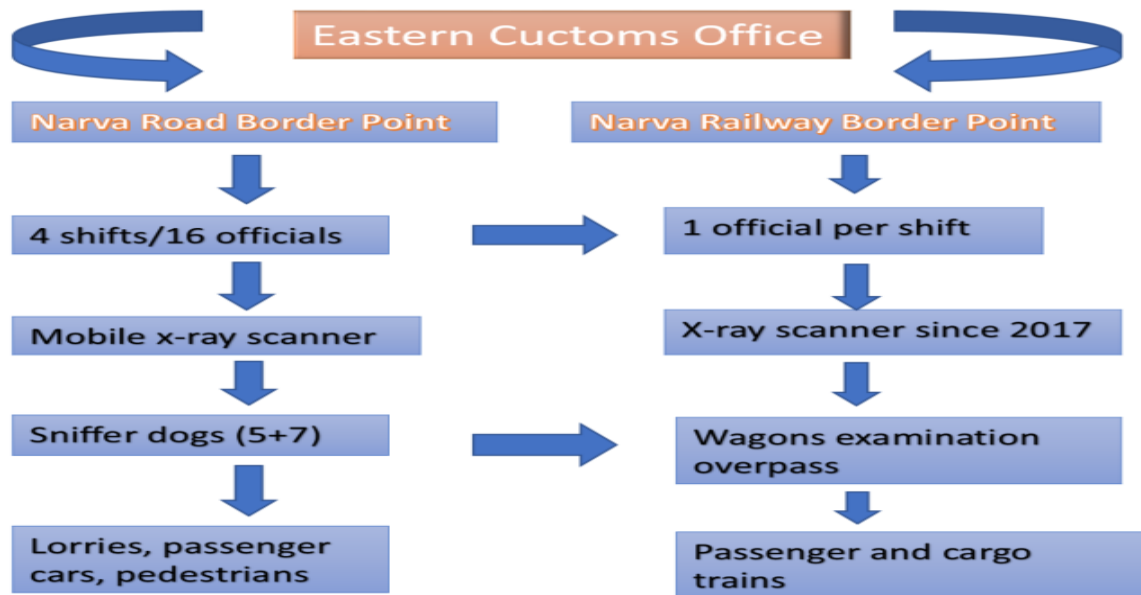 Eastern Cuctoms Office
Narva Road Border Point
Narva Railway Border Point
4 shifts/16 officials
1 official per shift
Mobile x-ray scanner
X-ray scanner since 2017
Sniffer dogs (5+7)
Wagons examination
overpass
Lorries, passenger
cars, pedestrians
Passenger and cargo
trains